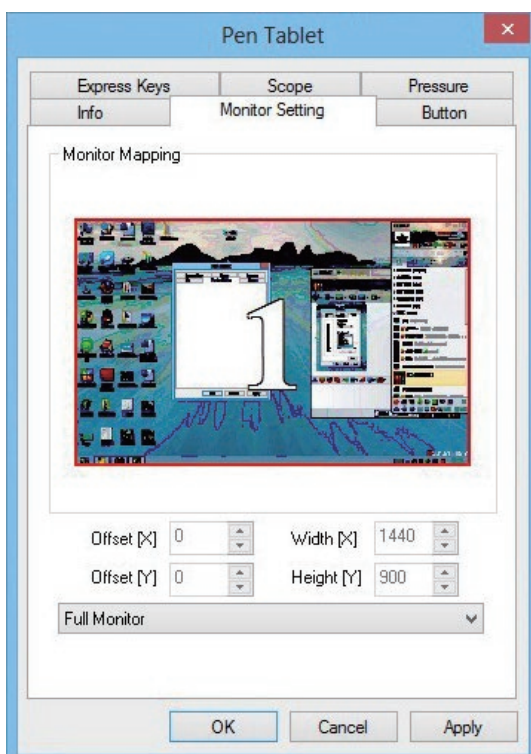 Pen Tablet
Express Keys Scope Pressure
Info Monitor Setting Button
Monitor Mapping
1
Offset [X] 0 Width [X] 1440
Offset [Y] 0 Height [Y] 900
Full Monitor
OK Cancel Apply